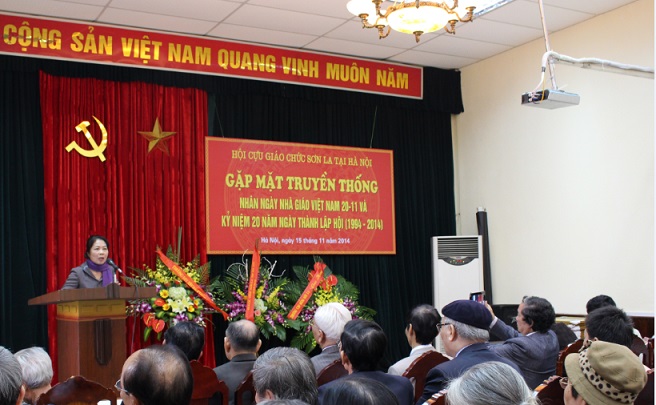 CỘNG SẢN VIỆT NAM QUANG VINH MUÔN NĂM
HỘI CỰU GIÁO CHỨC SƠN LA TẠI HÀ NỘI
GẶP MẶT TRUYỀN THỐNG
NHÂN NGÀY NHÀ GIÁO VIỆT NAM 20-11 VÀ
KỶ NIỆM 20 NĂM NGÀY THÀNH LẬP HỘI (1994 - 2014)
Hà Nội, ngày 15 tháng 11 năm 2014